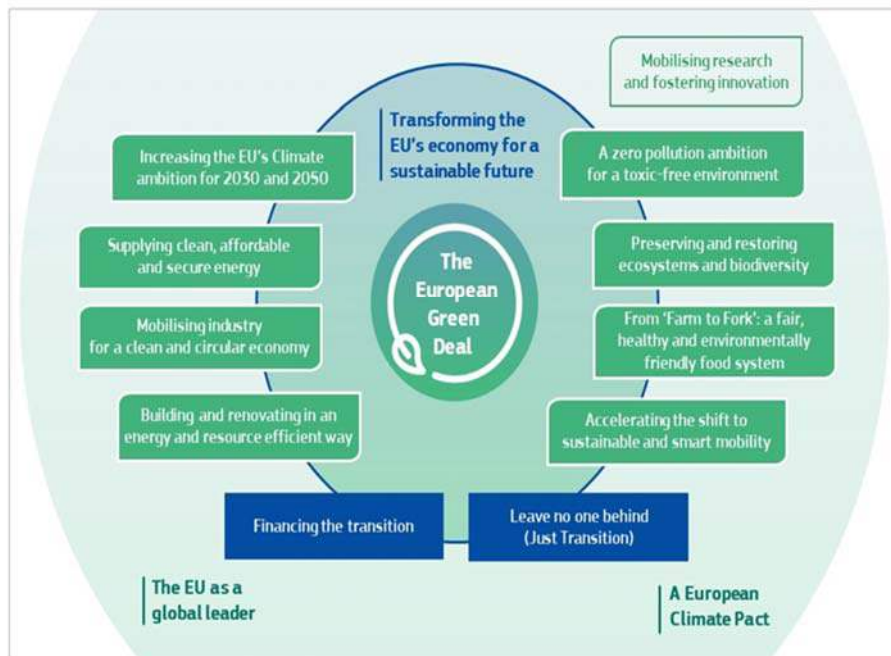 Mobilising research
and fostering innovation
Transforming the
EU's economy for a
sustainable future
Increasing the EU's Climate
ambition for 2030 and 2050
A zero pollution ambition
for a toxic-free environment
Supplying clean, affordable
and secure energy
Preserving and restoring
ecosystems and biodiversity
The
European
Green
Deal
Mobilising industry
for a clean and circular economy
From 'Farm to Fork': a fair,
healthy and environmentally
friendly food system
Building and renovating in an
energy and resource efficient way
Accelerating the shift to
sustainable and smart mobility
Financing the transition
Leave no one behind
(Just Transition)
The EU as a
global leader
A European
Climate Pact